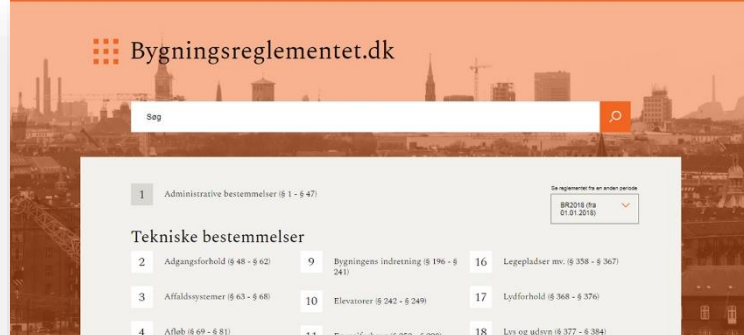 Bygningsreglementet.dk
Søg
1 Administrative bestemmelser (§ 1 - § 47)
Se reglementet fra en anden periode
BR2018 (fra
01.01.2018)
Tekniske bestemmelser
2 Adgangsforhold (§ 48 - § 62)
9 Bygningens indretning (§ 196 - §
241)
16 Legepladser mv. (§ 358 - § 367)
3 Affaldssystemer (§ 63 - § 68)
10 Elevatorer (§ 242 - § 249)
17 Lydforhold (§ 368 - § 376)
4 Afløb (§ 69 - § 81)
11
18 Lys og udsyn (§ 377 - § 384)